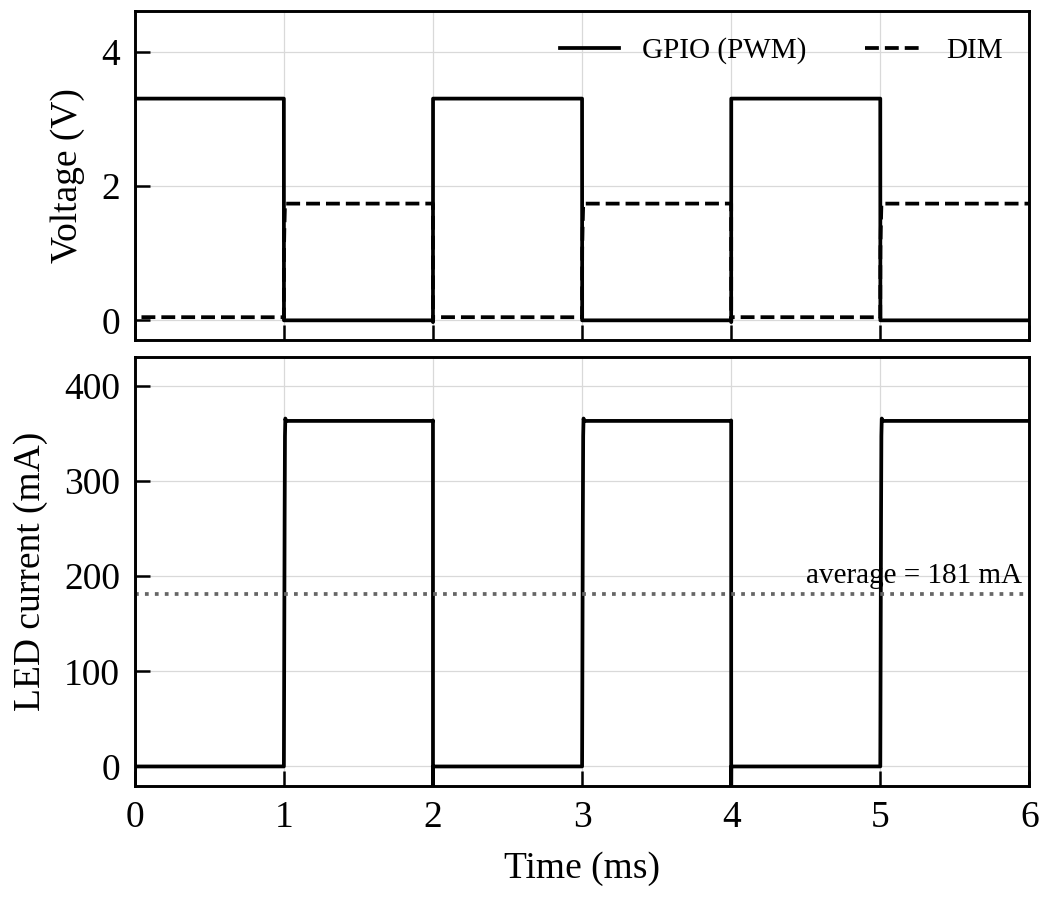 GPIO (PWM) DIM
4
2
0
Voltage (V)
400
300
200
100
0
LED current (mA)
average = 181 mA
0 1 2 3 4 5 6
Time (ms)